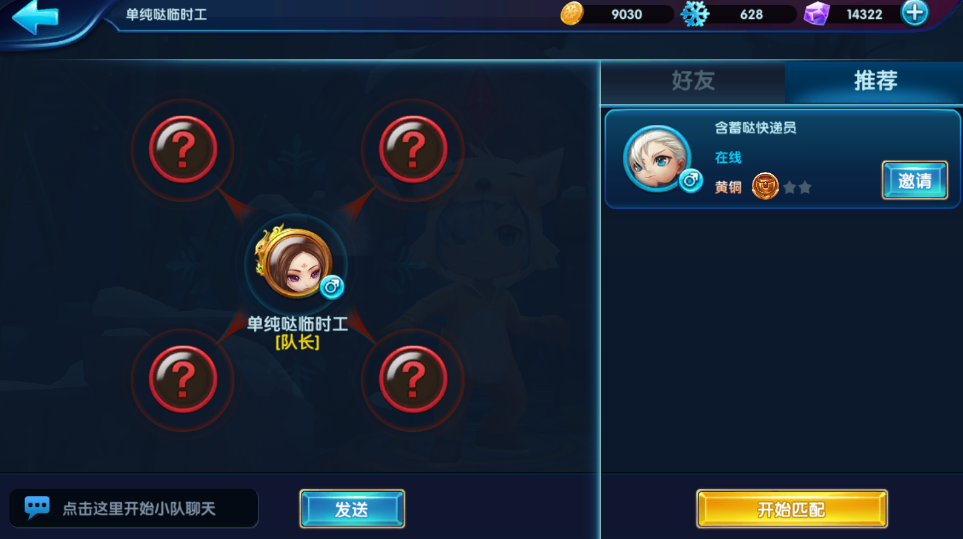 单纯哒临时工
9030
628
14322
好友
推荐
含蓄哒快递员
在线
黄铜
邀请
?
?
单纯哒临时工
[队长]
?
?
点击这里开始小队聊天
发送
开始匹配